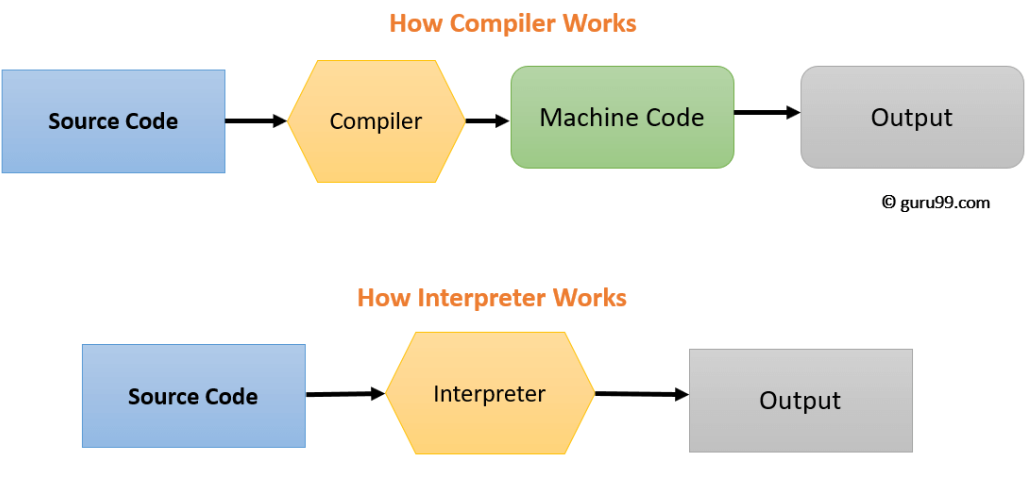 How Compiler Works
Source Code
Compiler
Machine Code
Output
© guru99.com
How Interpreter Works
Source Code
Interpreter
Output